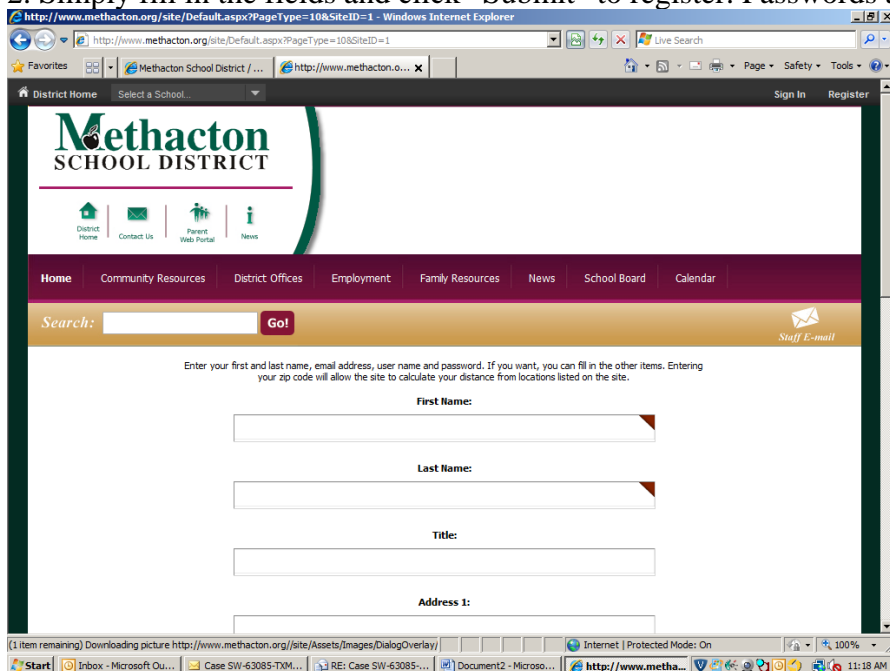 2. Simply fill in the fields and click "Submit" to register. Passwords
http://www.methacton.org/site/Default.aspx?PageType=10&SiteID=1 - Windows Internet Explorer
http://www.methacton.org/site/Default.aspx?PageType=10&SiteID=1
Live Search
Favorites
Methacton School District / ...
http://www.methacton.o...
Page
Safety
Tools
District Home
Select a School...
Sign In
Register
Methacton
SCHOOL DISTRICT
District Home
Contact Us
Parent Web Portal
News
Home
Community Resources
District Offices
Employment
Family Resources
News
School Board
Calendar
Search:
Go!
Staff E-mail
Enter your first and last name, email address, user name and password. If you want, you can fill in the other items. Entering
your zip code will allow the site to calculate your distance from locations listed on the site.
First Name:
Last Name:
Title:
Address 1:
(1 item remaining) Downloading picture http://www.methacton.org//site/Assets/Images/DialogOverlay/
Internet | Protected Mode: On
100%
Start
Inbox - Microsoft Ou...
Case SW-63085-TXM...
RE: Case SW-63085-...
Document2 - Microso...
http://www.metha...
11:18 AM